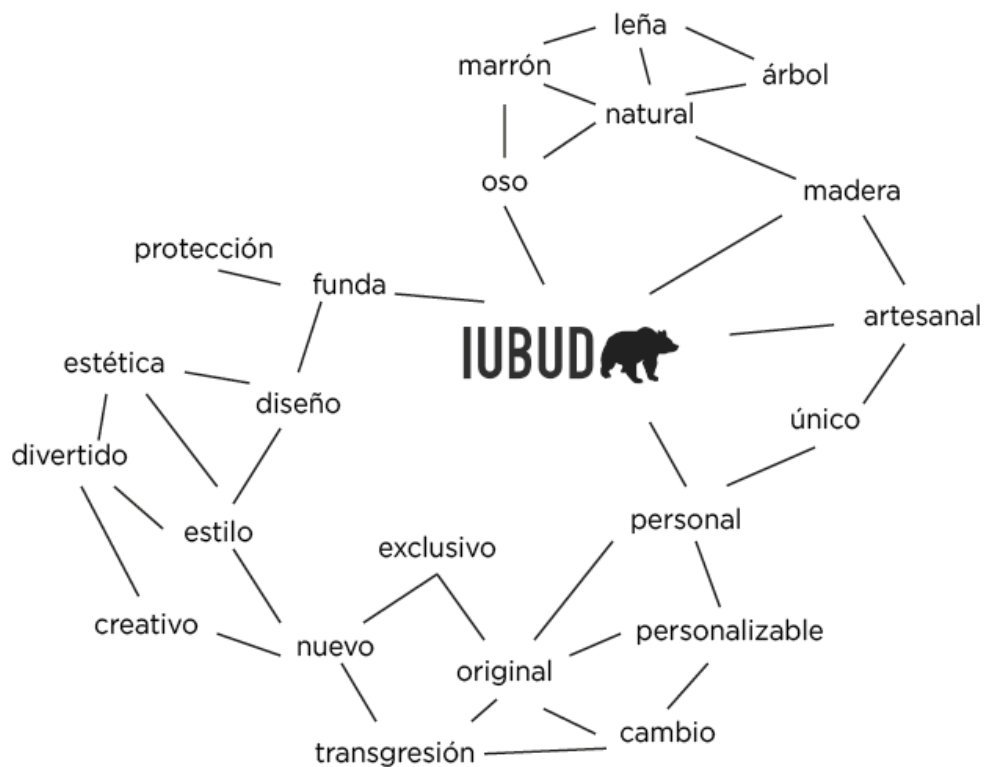 leña
marrón
árbol
natural
oso
madera
protección
funda
artesanal
IUBUD
estética
diseño
único
divertido
personal
estilo
exclusivo
creativo
personalizable
nuevo
original
cambio
transgresión